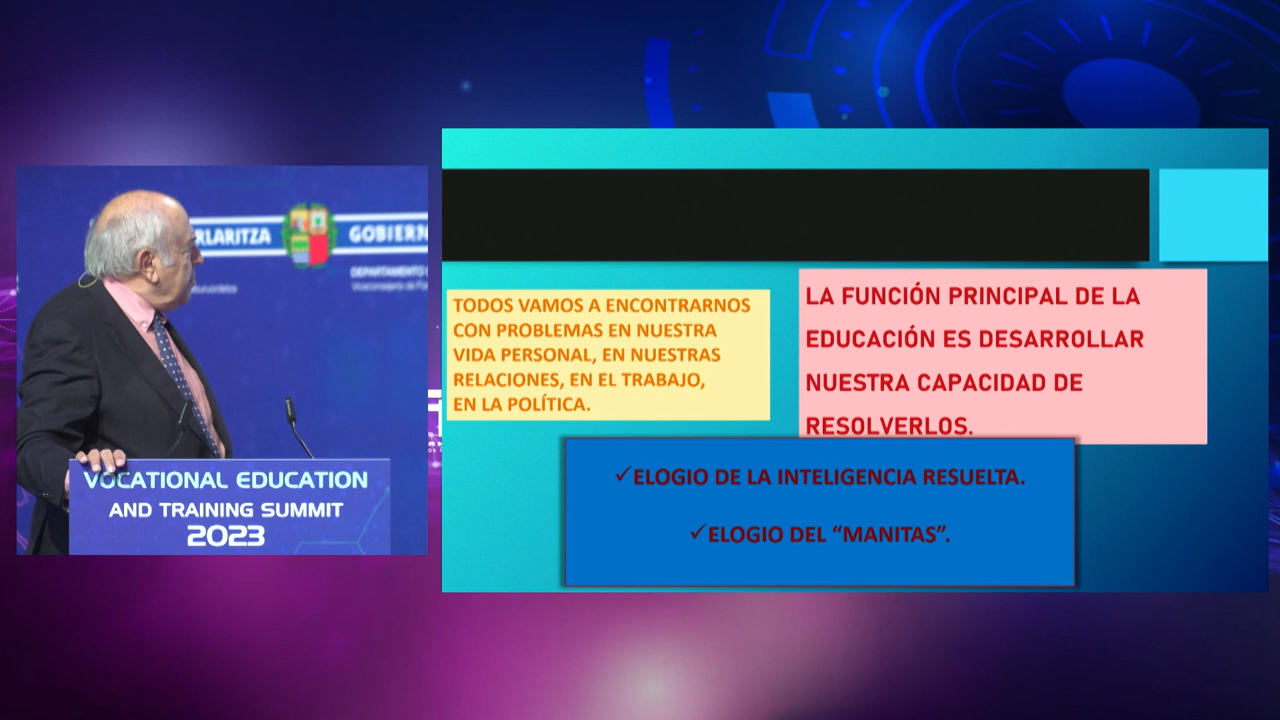 RLARITZA
GOBIERN
DEPARTAMENTO
VOCATIONAL EDUCATION
AND TRAINING SUMMIT
2023
TODOS VAMOS A ENCONTRARNOS
CON PROBLEMAS EN NUESTRA
VIDA PERSONAL, EN NUESTRAS
RELACIONES, EN EL TRABAJO,
EN LA POLÍTICA.
LA FUNCIÓN PRINCIPAL DE LA
EDUCACIÓN ES DESARROLLAR
NUESTRA CAPACIDAD DE
RESOLVERLOS.
✓ELOGIO DE LA INTELIGENCIA RESUELTA.
✓ELOGIO DEL “MANITAS”.